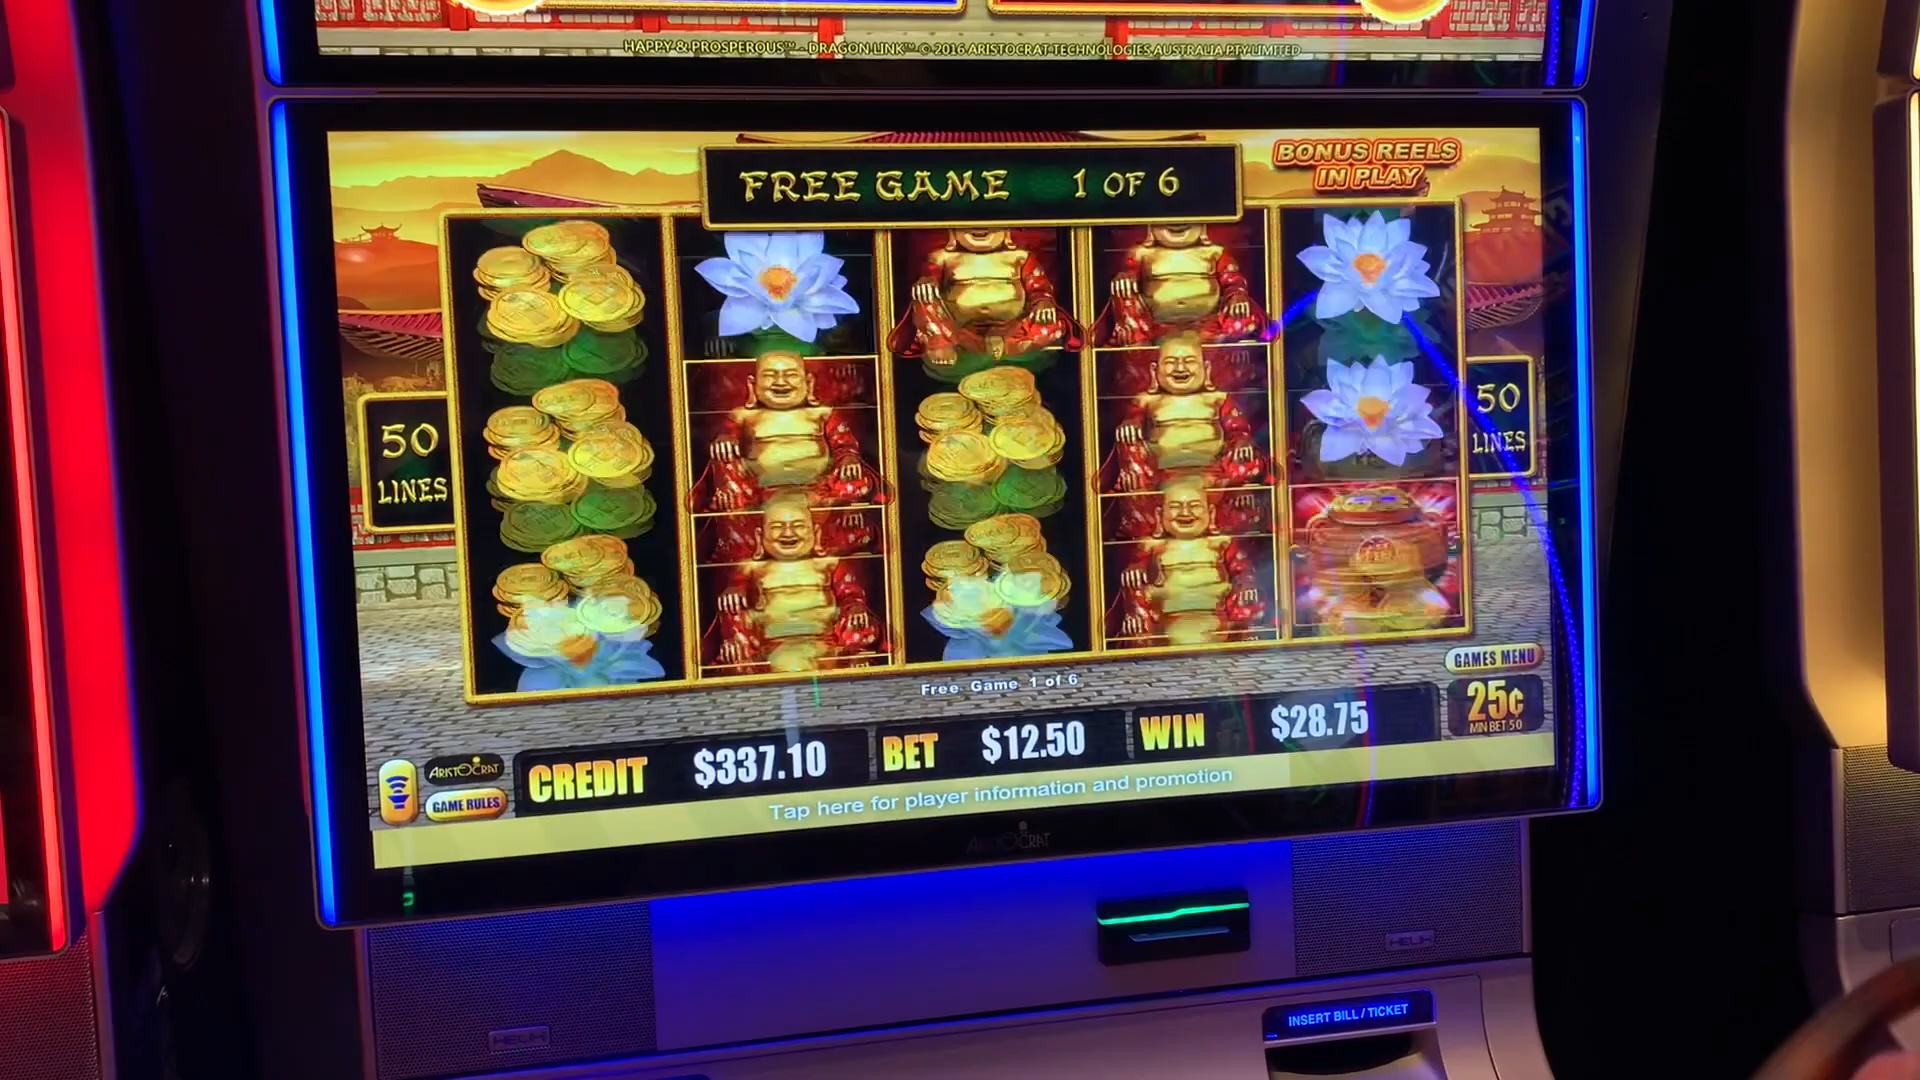 HAPPY & PROSPEROUS™ - DRAGON LINK™ © 2016 ARISTOCRAT TECHNOLOGIES AUSTRALIA PTY LIMITED
FREE GAME 1 OF 6
BONUS REELS
IN PLAY
50
LINES
50
LINES
Free Game 1 of 6
GAMES MENU
25¢
MIN BET 50
ARISTOCRAT
GAME RULES
CREDIT $337.10
BET $12.50
WIN $28.75
Tap here for player information and promotion
ARISTOCRAT
HELIX
HELIX
INSERT BILL/TICKET